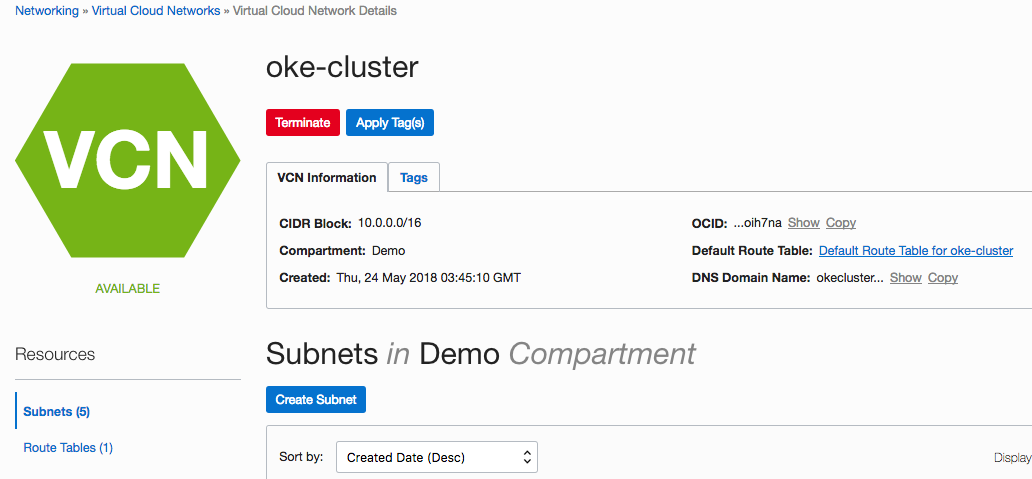 Networking » Virtual Cloud Networks » Virtual Cloud Network Details
VCN
AVAILABLE
oke-cluster
Terminate Apply Tag(s)
VCN Information Tags
CIDR Block: 10.0.0.0/16 OCID: ...oih7na Show Copy
Compartment: Demo Default Route Table: Default Route Table for oke-cluster
Created: Thu, 24 May 2018 03:45:10 GMT DNS Domain Name: okecluster... Show Copy
Resources
Subnets (5)
Route Tables (1)
Subnets in Demo Compartment
Create Subnet
Sort by: Created Date (Desc) Display